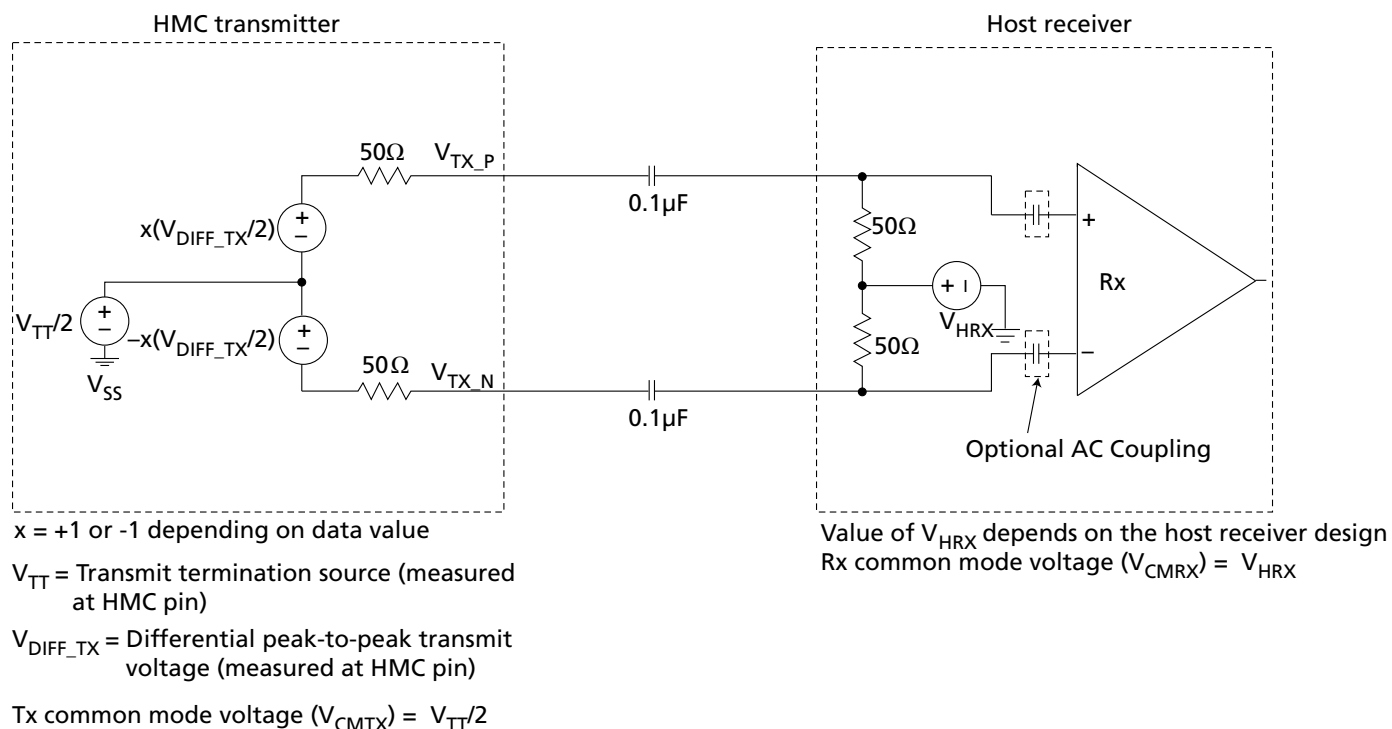 HMC transmitter
Host receiver
50Ω
V_TX_P
0.1µF
x(V_DIFF_TX/2)
+
−
50Ω
+
Rx
V_TT/2
+
−
−x(V_DIFF_TX/2)
+
−
+ −
V_HRX
50Ω
−
V_SS
50Ω
V_TX_N
0.1µF
Optional AC Coupling
x = +1 or -1 depending on data value
V_TT = Transmit termination source (measured
at HMC pin)
V_DIFF_TX = Differential peak-to-peak transmit
voltage (measured at HMC pin)
Tx common mode voltage (V_CMTX) = V_TT/2
Value of V_HRX depends on the host receiver design
Rx common mode voltage (V_CMRX) = V_HRX